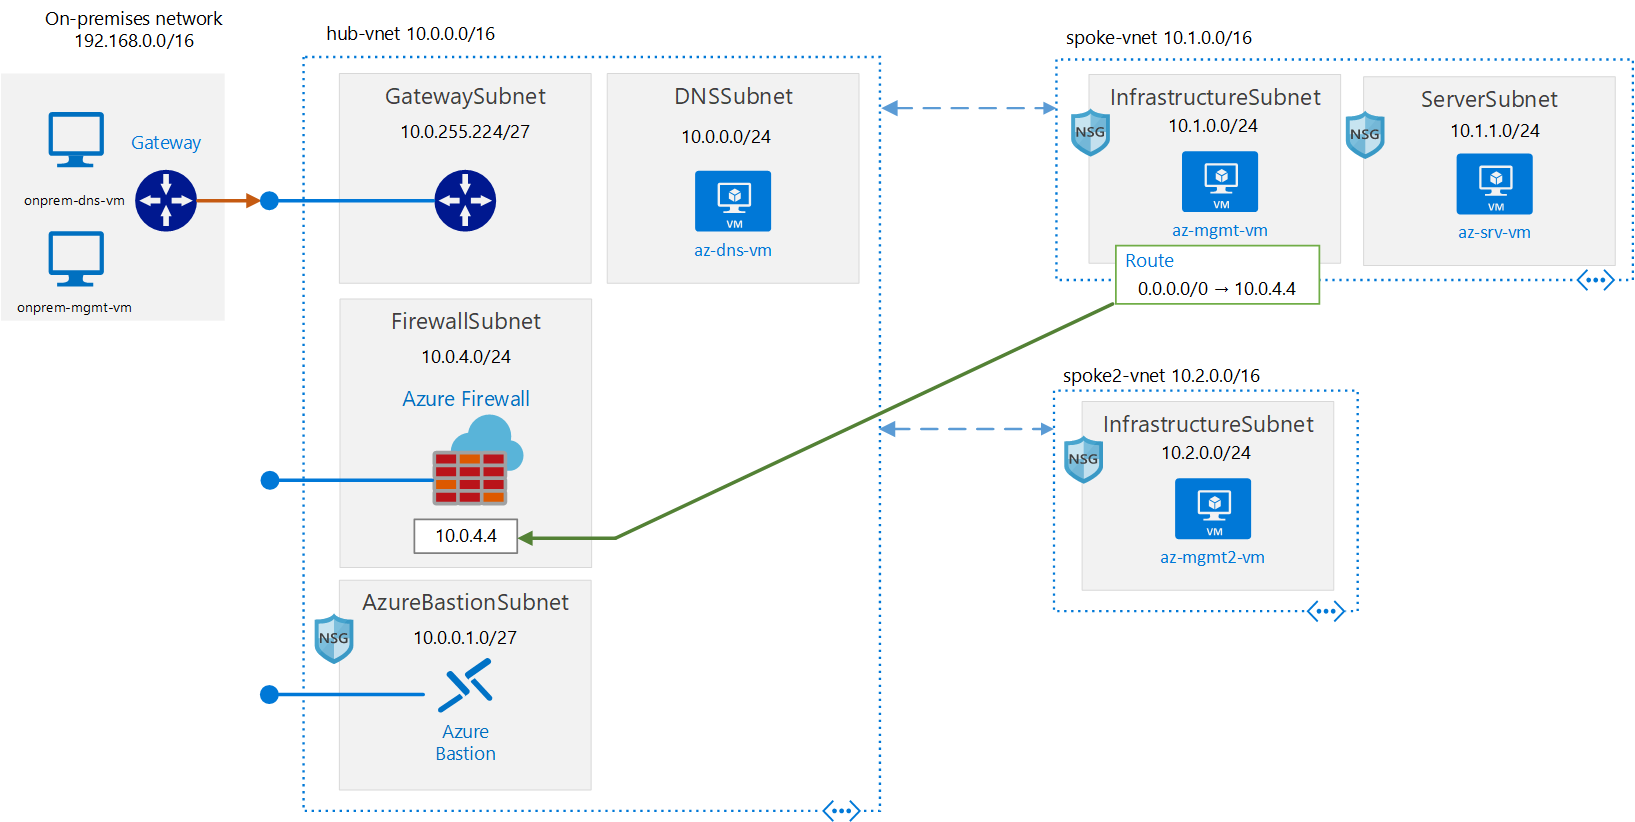 On-premises network
192.168.0.0/16
Gateway
onprem-dns-vm
onprem-mgmt-vm
hub-vnet 10.0.0.0/16
GatewaySubnet
10.0.255.224/27
DNSSubnet
10.0.0.0/24
VM
az-dns-vm
FirewallSubnet
10.0.4.0/24
Azure Firewall
10.0.4.4
AzureBastionSubnet
NSG
10.0.0.1.0/27
Azure
Bastion
spoke-vnet 10.1.0.0/16
InfrastructureSubnet
NSG
10.1.0.0/24
VM
az-mgmt-vm
ServerSubnet
NSG
10.1.1.0/24
VM
az-srv-vm
Route
0.0.0.0/0 → 10.0.4.4
spoke2-vnet 10.2.0.0/16
InfrastructureSubnet
NSG
10.2.0.0/24
VM
az-mgmt2-vm